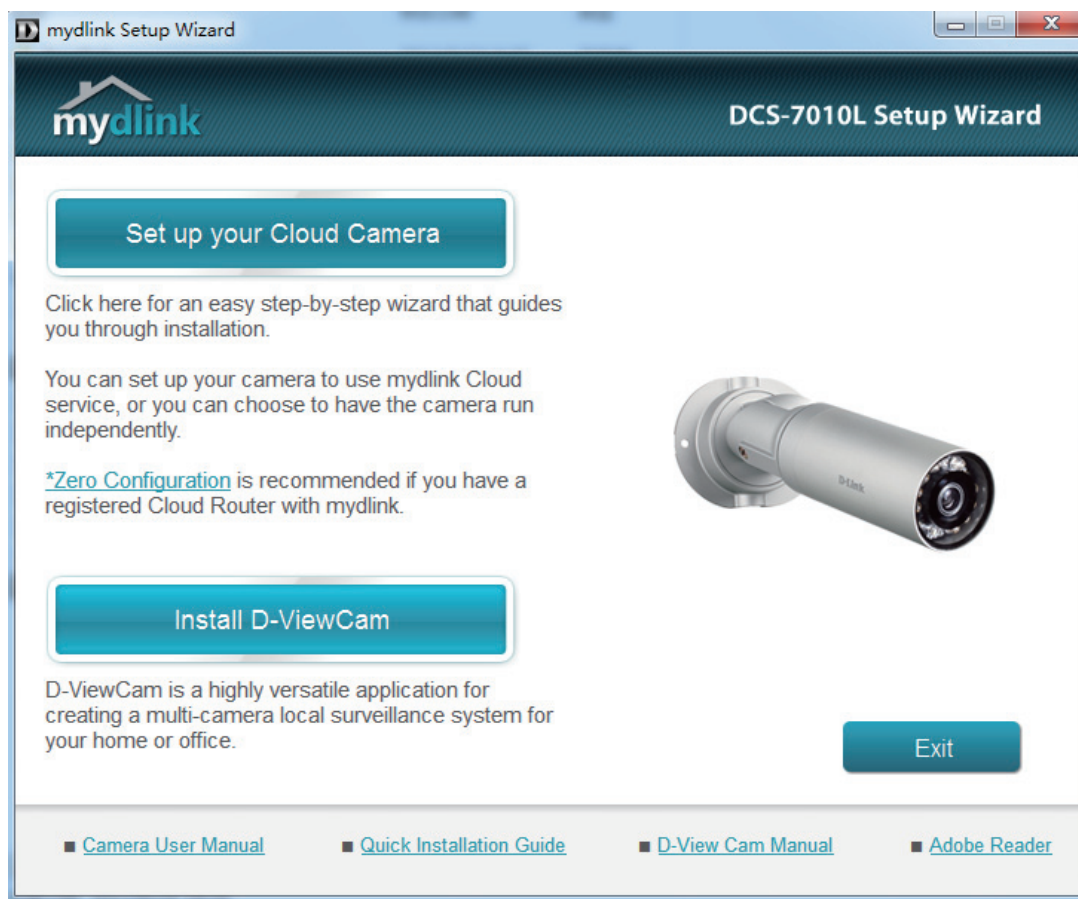 mydlink Setup Wizard
mydlink
DCS-7010L Setup Wizard
Set up your Cloud Camera
Click here for an easy step-by-step wizard that guides
you through installation.
You can set up your camera to use mydlink Cloud
service, or you can choose to have the camera run
independently.
*Zero Configuration is recommended if you have a
registered Cloud Router with mydlink.
D-Link
Install D-ViewCam
D-ViewCam is a highly versatile application for
creating a multi-camera local surveillance system for
your home or office.
Exit
Camera User Manual
Quick Installation Guide
D-View Cam Manual
Adobe Reader